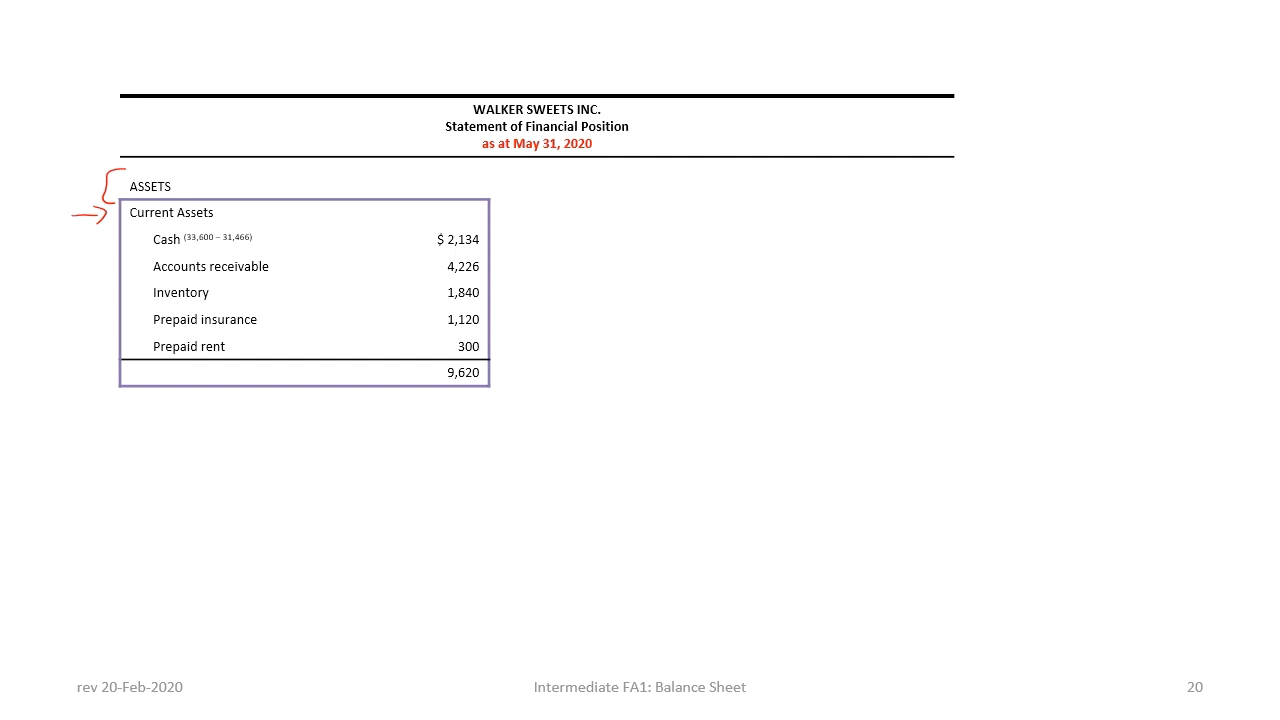 WALKER SWEETS INC.
Statement of Financial Position
as at May 31, 2020
ASSETS
Current Assets
Cash (33,600 – 31,466) $ 2,134
Accounts receivable 4,226
Inventory 1,840
Prepaid insurance 1,120
Prepaid rent 300
9,620
rev 20-Feb-2020 Intermediate FA1: Balance Sheet 20